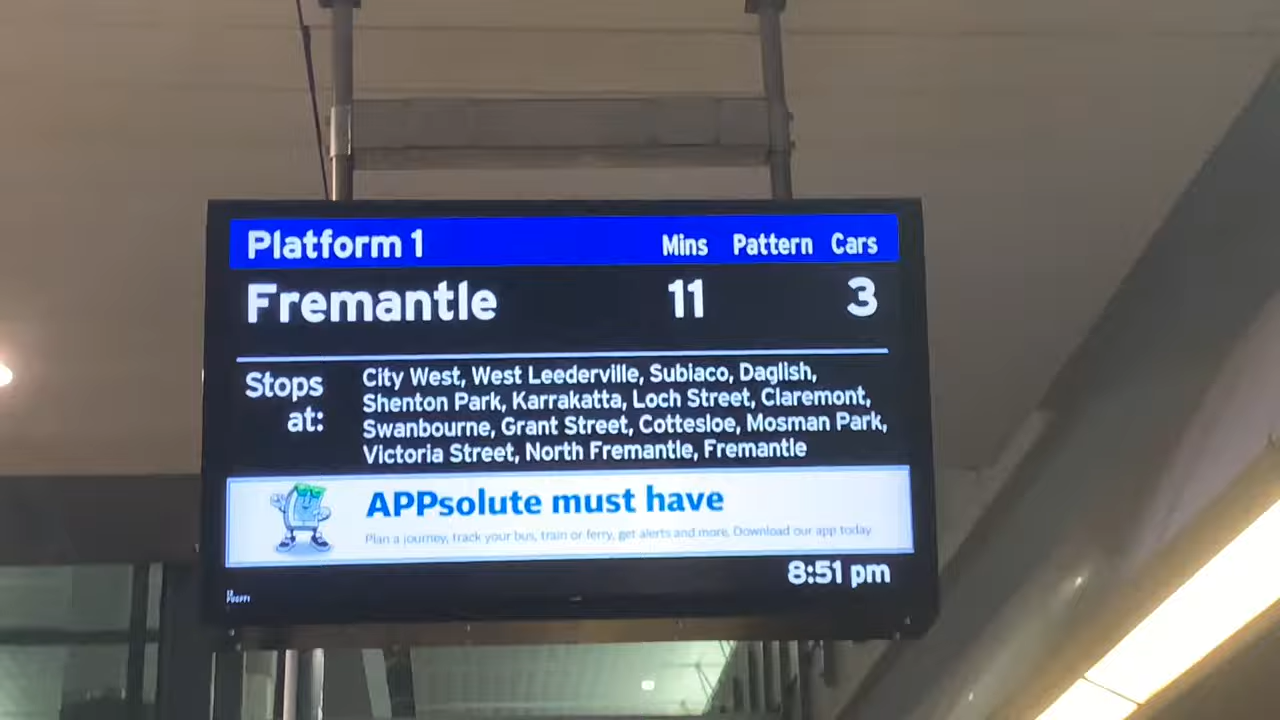 Platform 1 Mins Pattern Cars
Fremantle 11 3
Stops at:
City West, West Leederville, Subiaco, Daglish,
Shenton Park, Karrakatta, Loch Street, Claremont,
Swanbourne, Grant Street, Cottesloe, Mosman Park,
Victoria Street, North Fremantle, Fremantle
APPsolute must have
Plan a journey, track your bus, train or ferry, get alerts and more. Download our app today
8:51 pm